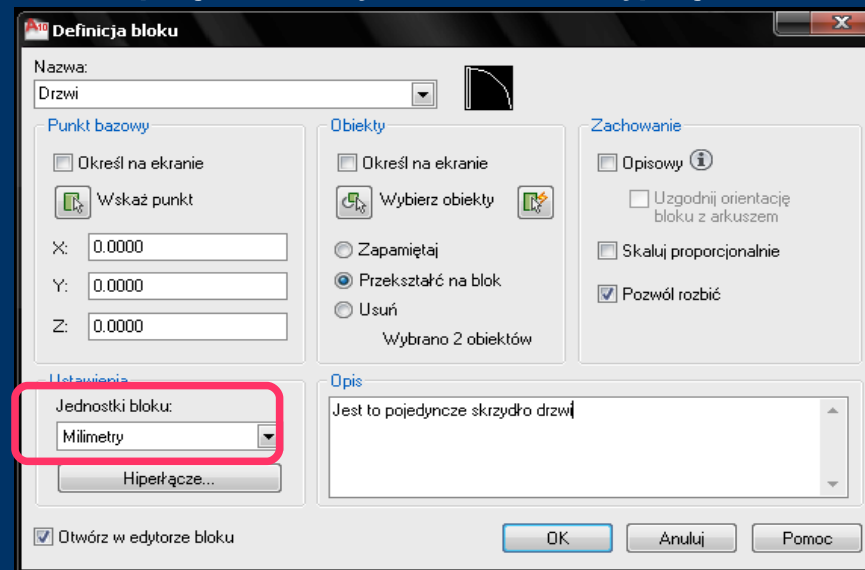 Definicja bloku
Nazwa:
Drzwi
Punkt bazowy
Określ na ekranie
Wskaż punkt
X: 0.0000
Y: 0.0000
Z: 0.0000
Obiekty
Określ na ekranie
Wybierz obiekty
Zapamiętaj
Przekształć na blok
Usuń
Wybrano 2 obiektów
Zachowanie
Opisowy
Uzgodnij orientację
bloku z arkuszem
Skaluj proporcjonalnie
Pozwól rozbić
Ustawienia
Jednostki bloku:
Milimetry
Hiperłącze...
Opis
Jest to pojedyncze skrzydło drzwi
Otwórz w edytorze bloku
OK
Anuluj
Pomoc